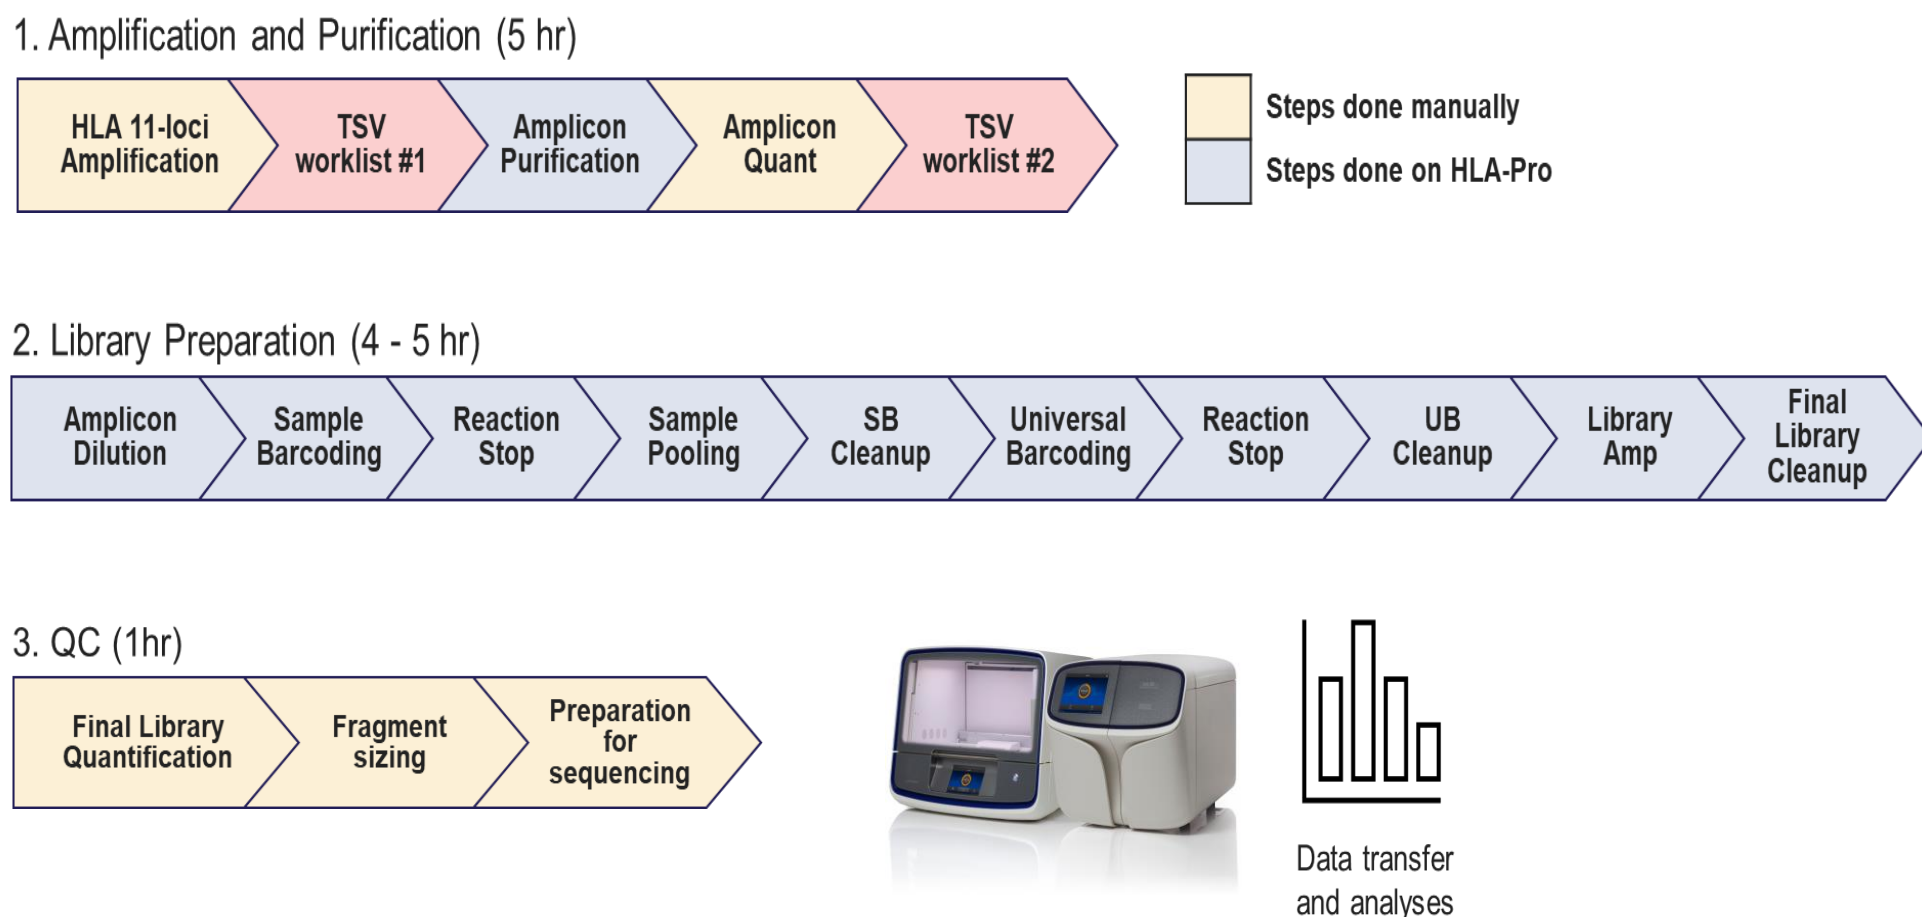 1. Amplification and Purification (5 hr)
HLA 11-loci
Amplification
TSV
worklist #1
Amplicon
Purification
Amplicon
Quant
TSV
worklist #2
Steps done manually
Steps done on HLA-Pro
2. Library Preparation (4 - 5 hr)
Amplicon
Dilution
Sample
Barcoding
Reaction
Stop
Sample
Pooling
SB
Cleanup
Universal
Barcoding
Reaction
Stop
UB
Cleanup
Library
Amp
Final
Library
Cleanup
3. QC (1hr)
Final Library
Quantification
Fragment
sizing
Preparation
for
sequencing
Data transfer
and analyses